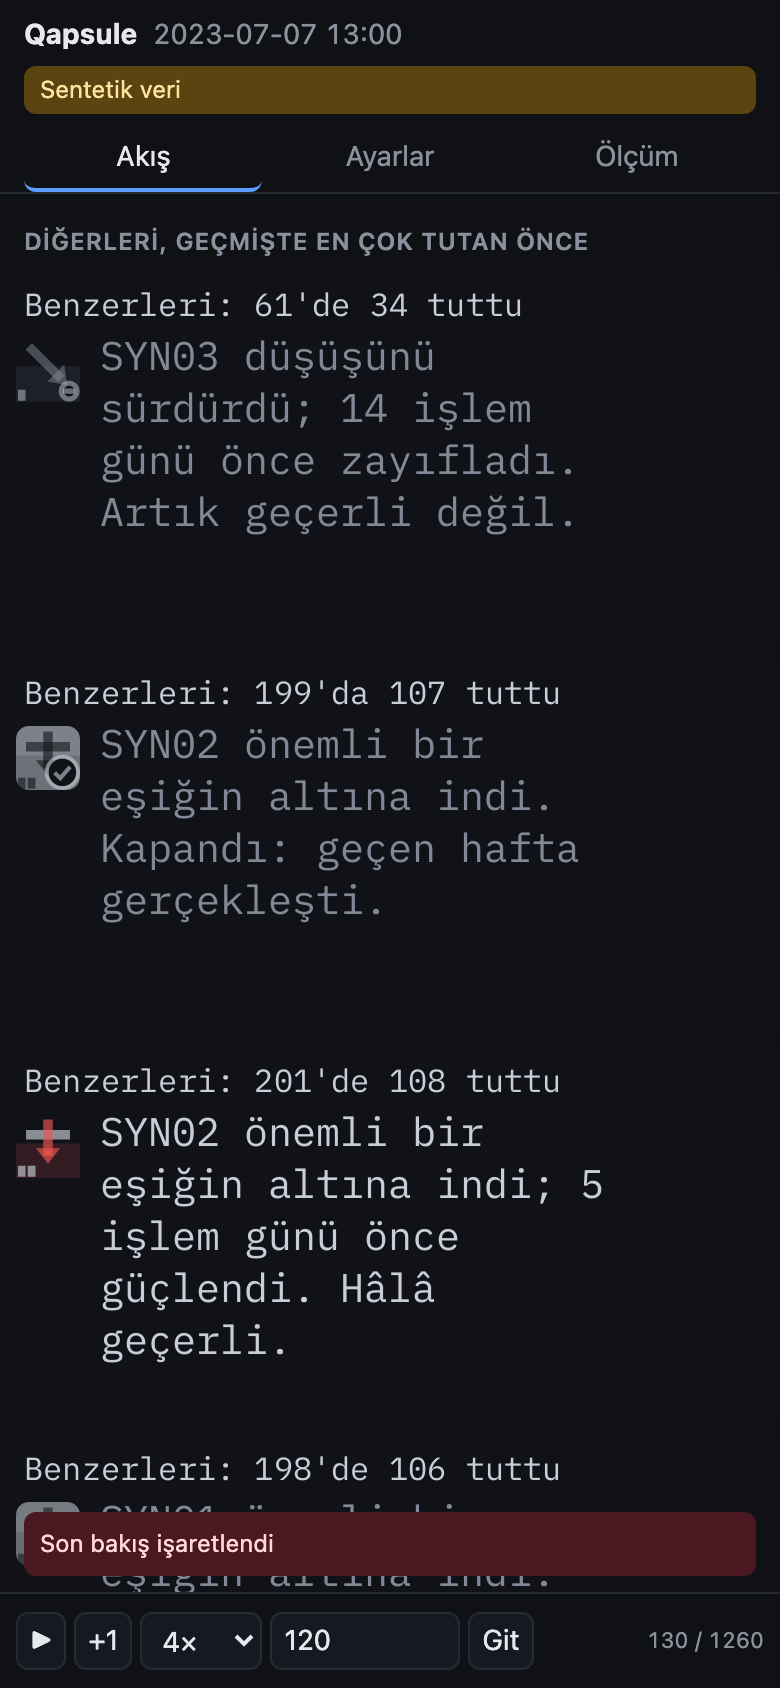 Qapsule 2023-07-07 13:00
Sentetik veri
Akış Ayarlar Ölçüm
DİĞERLERİ, GEÇMİŞTE EN ÇOK TUTAN ÖNCE
Benzerleri: 61'de 34 tuttu
SYN03 düşüşünü
sürdürdü; 14 işlem
günü önce zayıfladı.
Artık geçerli değil.
Benzerleri: 199'da 107 tuttu
SYN02 önemli bir
eşiğin altına indi.
Kapandı: geçen hafta
gerçekleşti.
Benzerleri: 201'de 108 tuttu
SYN02 önemli bir
eşiğin altına indi; 5
işlem günü önce
güçlendi. Hâlâ
geçerli.
Benzerleri: 198'de 106 tuttu
Son bakış işaretlendi
+1 4× 120 Git 130 / 1260